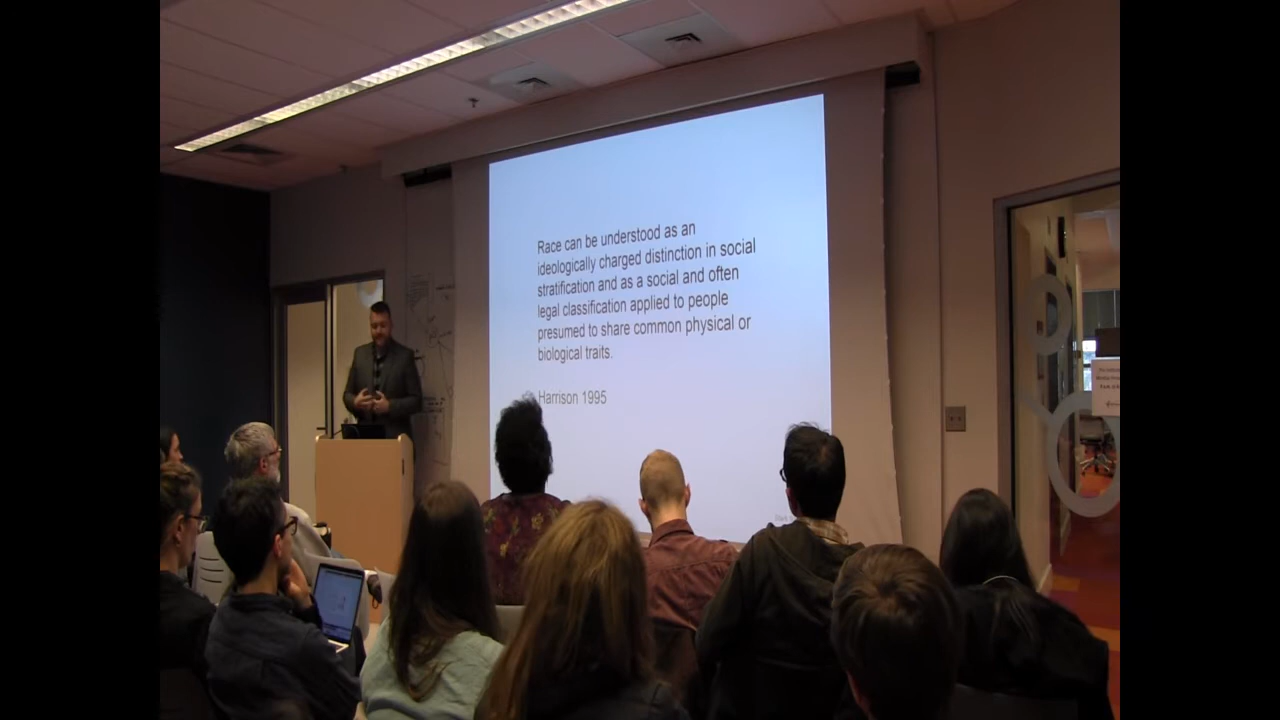 Race can be understood as an
ideologically charged distinction in social
stratification and as a social and often
legal classification applied to people
presumed to share common physical or
biological traits.
Harrison 1995